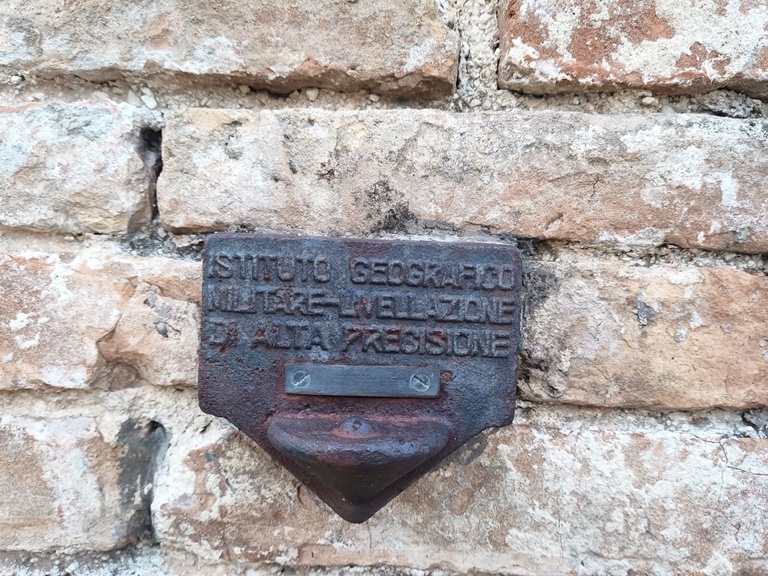 ISTITUTO GEOGRAFICO
MILITARE-LIVELLAZIONE
DI ALTA PRECISIONE